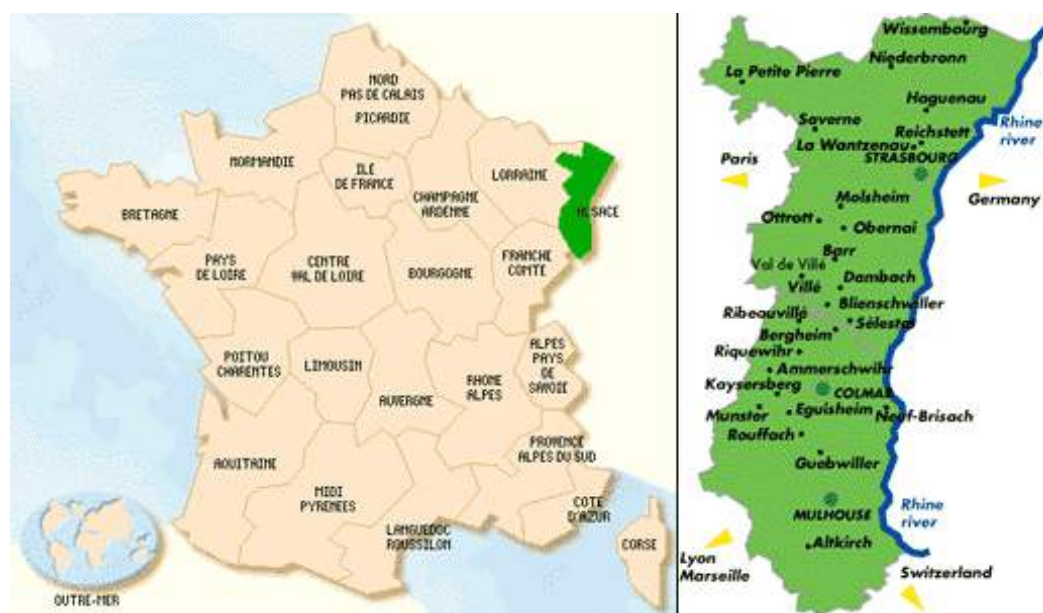 NORD
PAS DE CALAIS
PICARDIE
NORMANDIE
ILE
DE FRANCE
LORRAINE
CHAMPAGNE
ARDENNE
ALSACE
BRETAGNE
PAYS
DE LOIRE
CENTRE
VAL DE LOIRE
BOURGOGNE
FRANCHE
COMTE
POITOU
CHARENTES
LIMOUSIN
AUVERGNE
RHONE
ALPES
ALPES
PAYS
DE
SAVOIE
AQUITAINE
MIDI
PYRENEES
PROVENCE
ALPES DU SUD
LANGUEDOC
ROUSSILON
COTE
D'AZUR
CORSE
OUTRE-MER
Wissembourg
Niederbronn
La Petite Pierre
Haguenau
Saverne
Rhine
river
Reichstett
La Wantzenau
STRASBOURG
Paris
Germany
Molsheim
Ottrott
Obernai
Barr
Val de Villé
Dambach
Villé
Blienschwiller
Ribeauvillé
Sélestat
Bergheim
Riquewihr
Ammerschwihr
Kaysersberg
COLMAR
Munster
Eguisheim
Neuf-Brisach
Rouffach
Guebwiller
MULHOUSE
Rhine
river
Altkirch
Lyon
Marseille
Switzerland